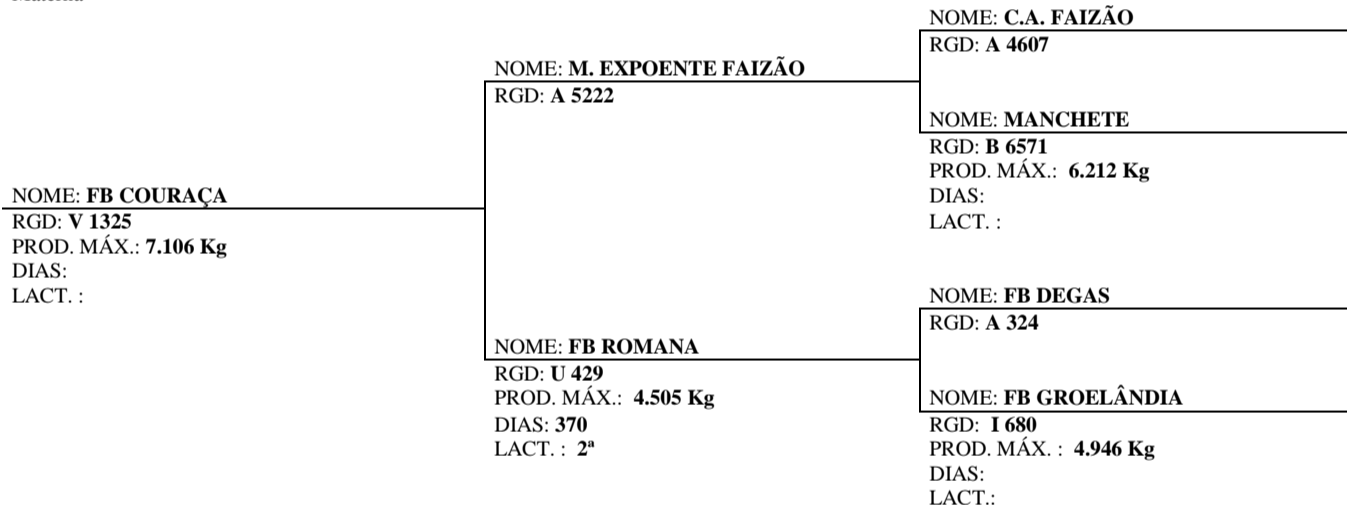 NOME: C.A. FAIZÃO
RGD: A 4607
NOME: M. EXPOENTE FAIZÃO
RGD: A 5222
NOME: MANCHETE
RGD: B 6571
PROD. MÁX.: 6.212 Kg
DIAS:
LACT. :
NOME: FB COURAÇA
RGD: V 1325
PROD. MÁX.: 7.106 Kg
DIAS:
LACT. :
NOME: FB DEGAS
RGD: A 324
NOME: FB ROMANA
RGD: U 429
PROD. MÁX.: 4.505 Kg
DIAS: 370
LACT. : 2ª
NOME: FB GROELÂNDIA
RGD: I 680
PROD. MÁX. : 4.946 Kg
DIAS:
LACT.: